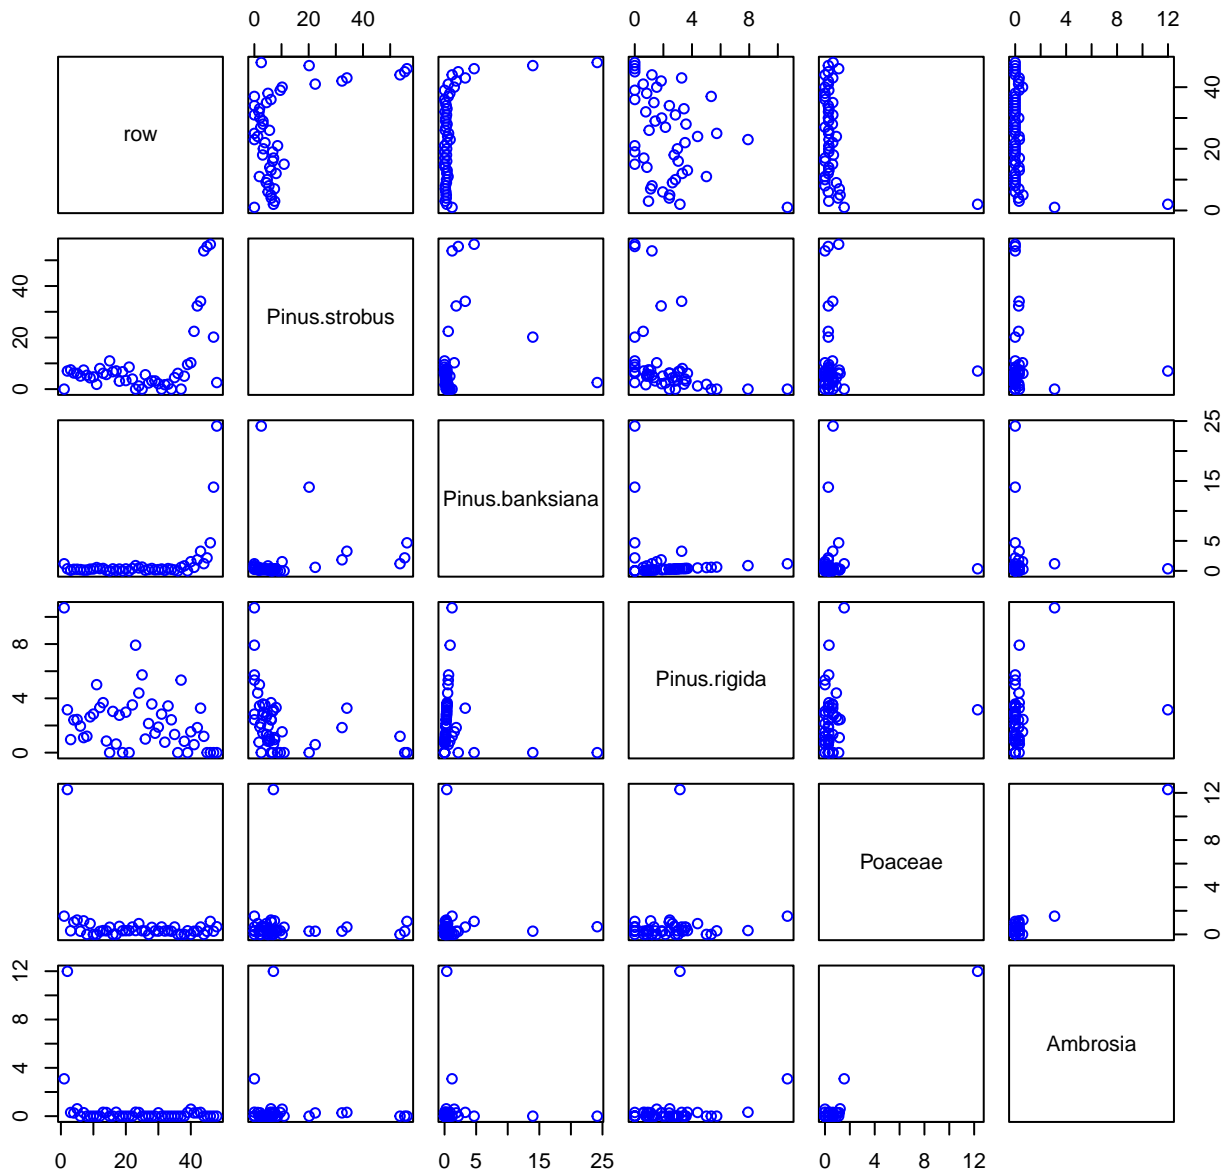 0 20 40 0 4 8 0 4 8 12
row
0 20 40
Pinus.strobus
0 20 40
Pinus.banksiana
0 5 15 25
Pinus.rigida
0 4 8
Poaceae
0 4 8 12
Ambrosia
0 4 8 12
0 20 40 0 5 15 25 0 4 8 12